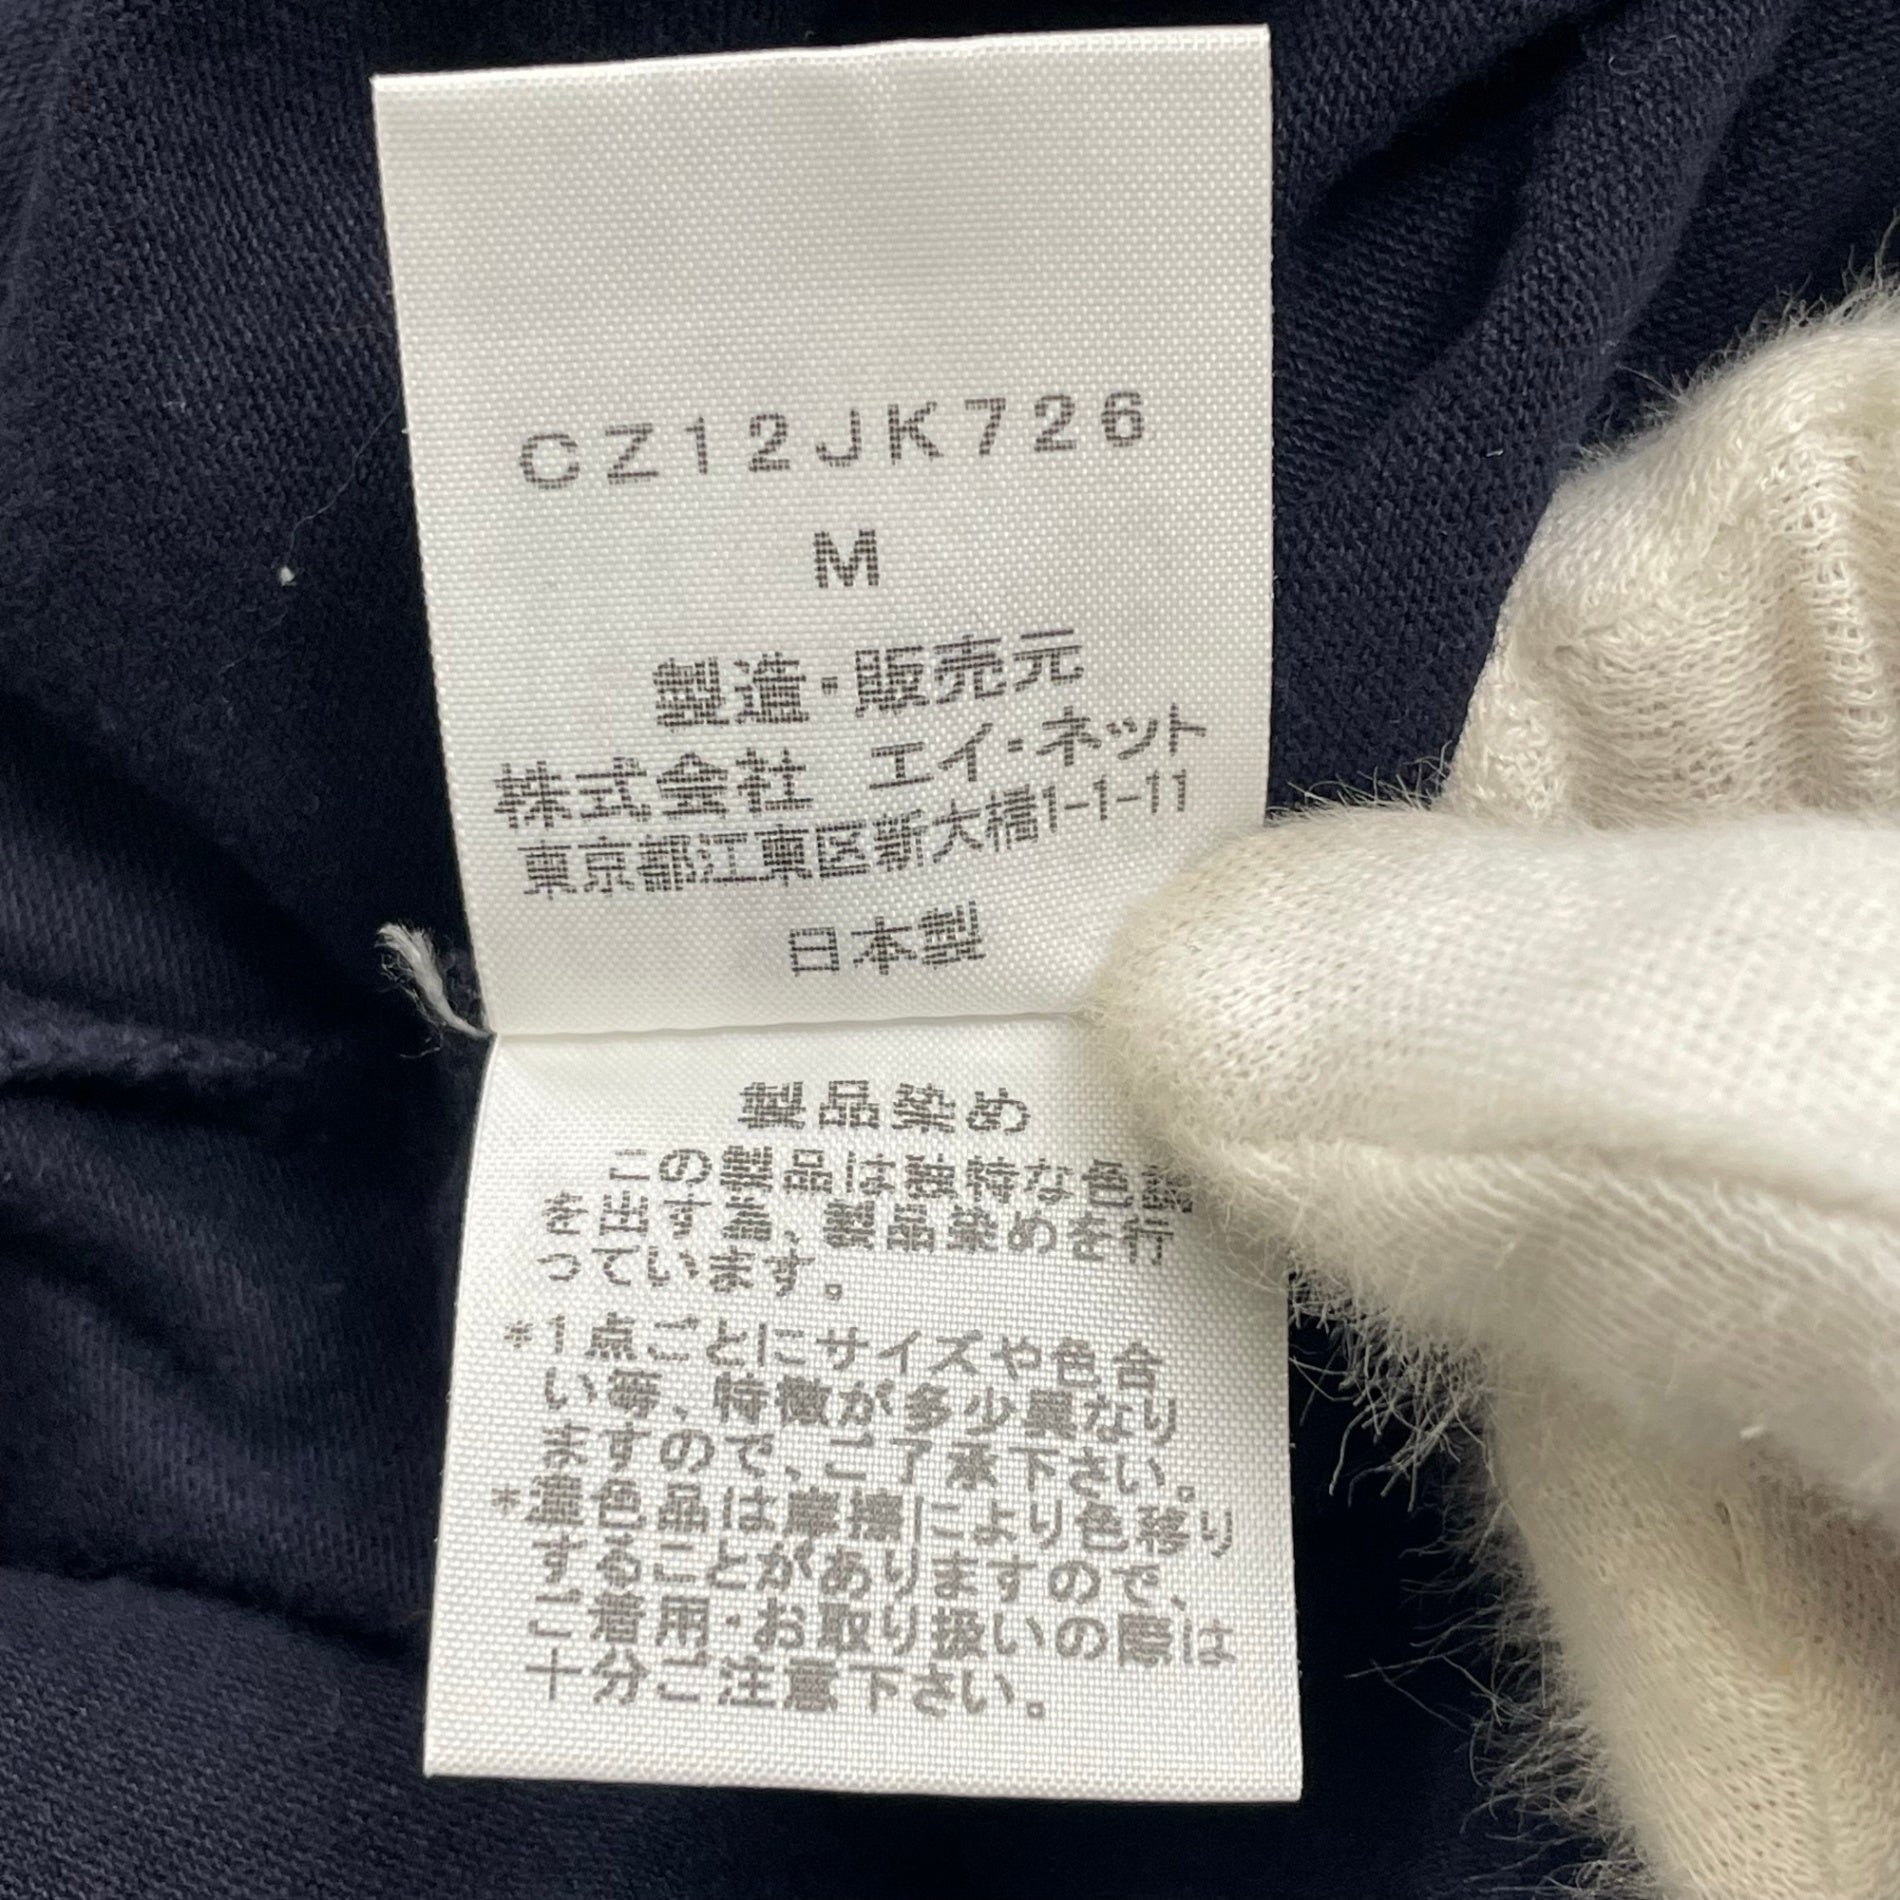 CZ12JK726
M
製造・販売元
株式会社 エイ・ネット
東京都江東区新大橋1-1-11
日本製
製品染め
この製品は独特な色調
を出す為、製品染めを行
っています。
*1点ごとにサイズや色合
い等、特徴が多少異なり
ますので、ご了承下さい。
*濃色品は摩擦により色移り
することがありますので、
ご着用・お取り扱いの際は
十分ご注意下さい。